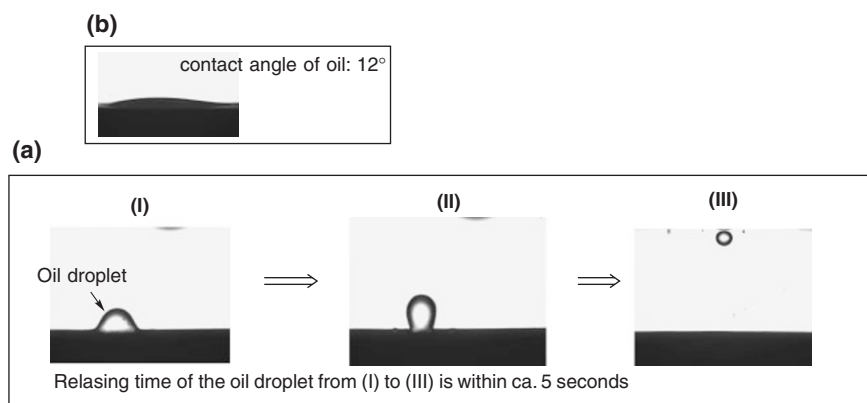 (b)
contact angle of oil: 12°
(a)
(I)
(II)
(III)
Oil droplet
Relasing time of the oil droplet from (I) to (III) is within ca. 5 seconds